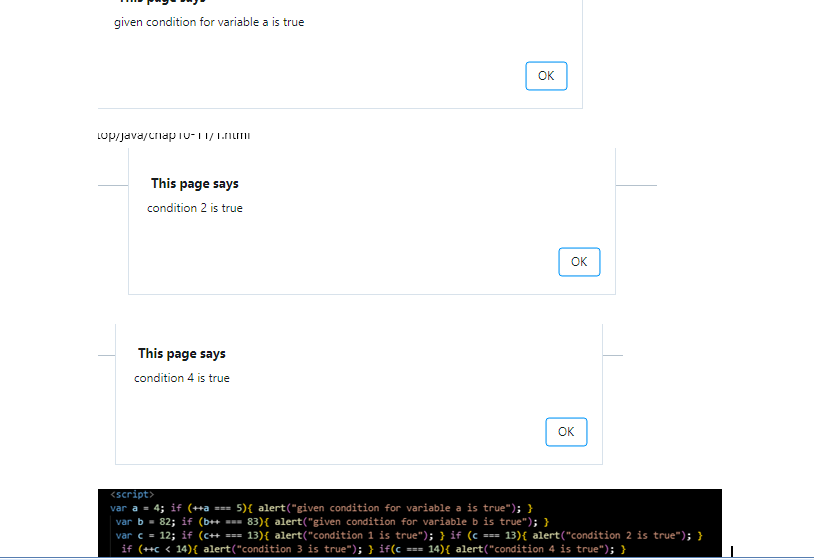 This page says
given condition for variable a is true
OK
top/java/chap10-11/1.html
This page says
condition 2 is true
OK
This page says
condition 4 is true
OK
<script>
var a = 4; if (++a === 5){ alert("given condition for variable a is true"); }
var b = 82; if (b++ === 83){ alert("given condition for variable b is true"); }
var c = 12; if (c++ === 13){ alert("condition 1 is true"); } if (c === 13){ alert("condition 2 is true"); }
if (++c < 14){ alert("condition 3 is true"); } if(c === 14){ alert("condition 4 is true"); }